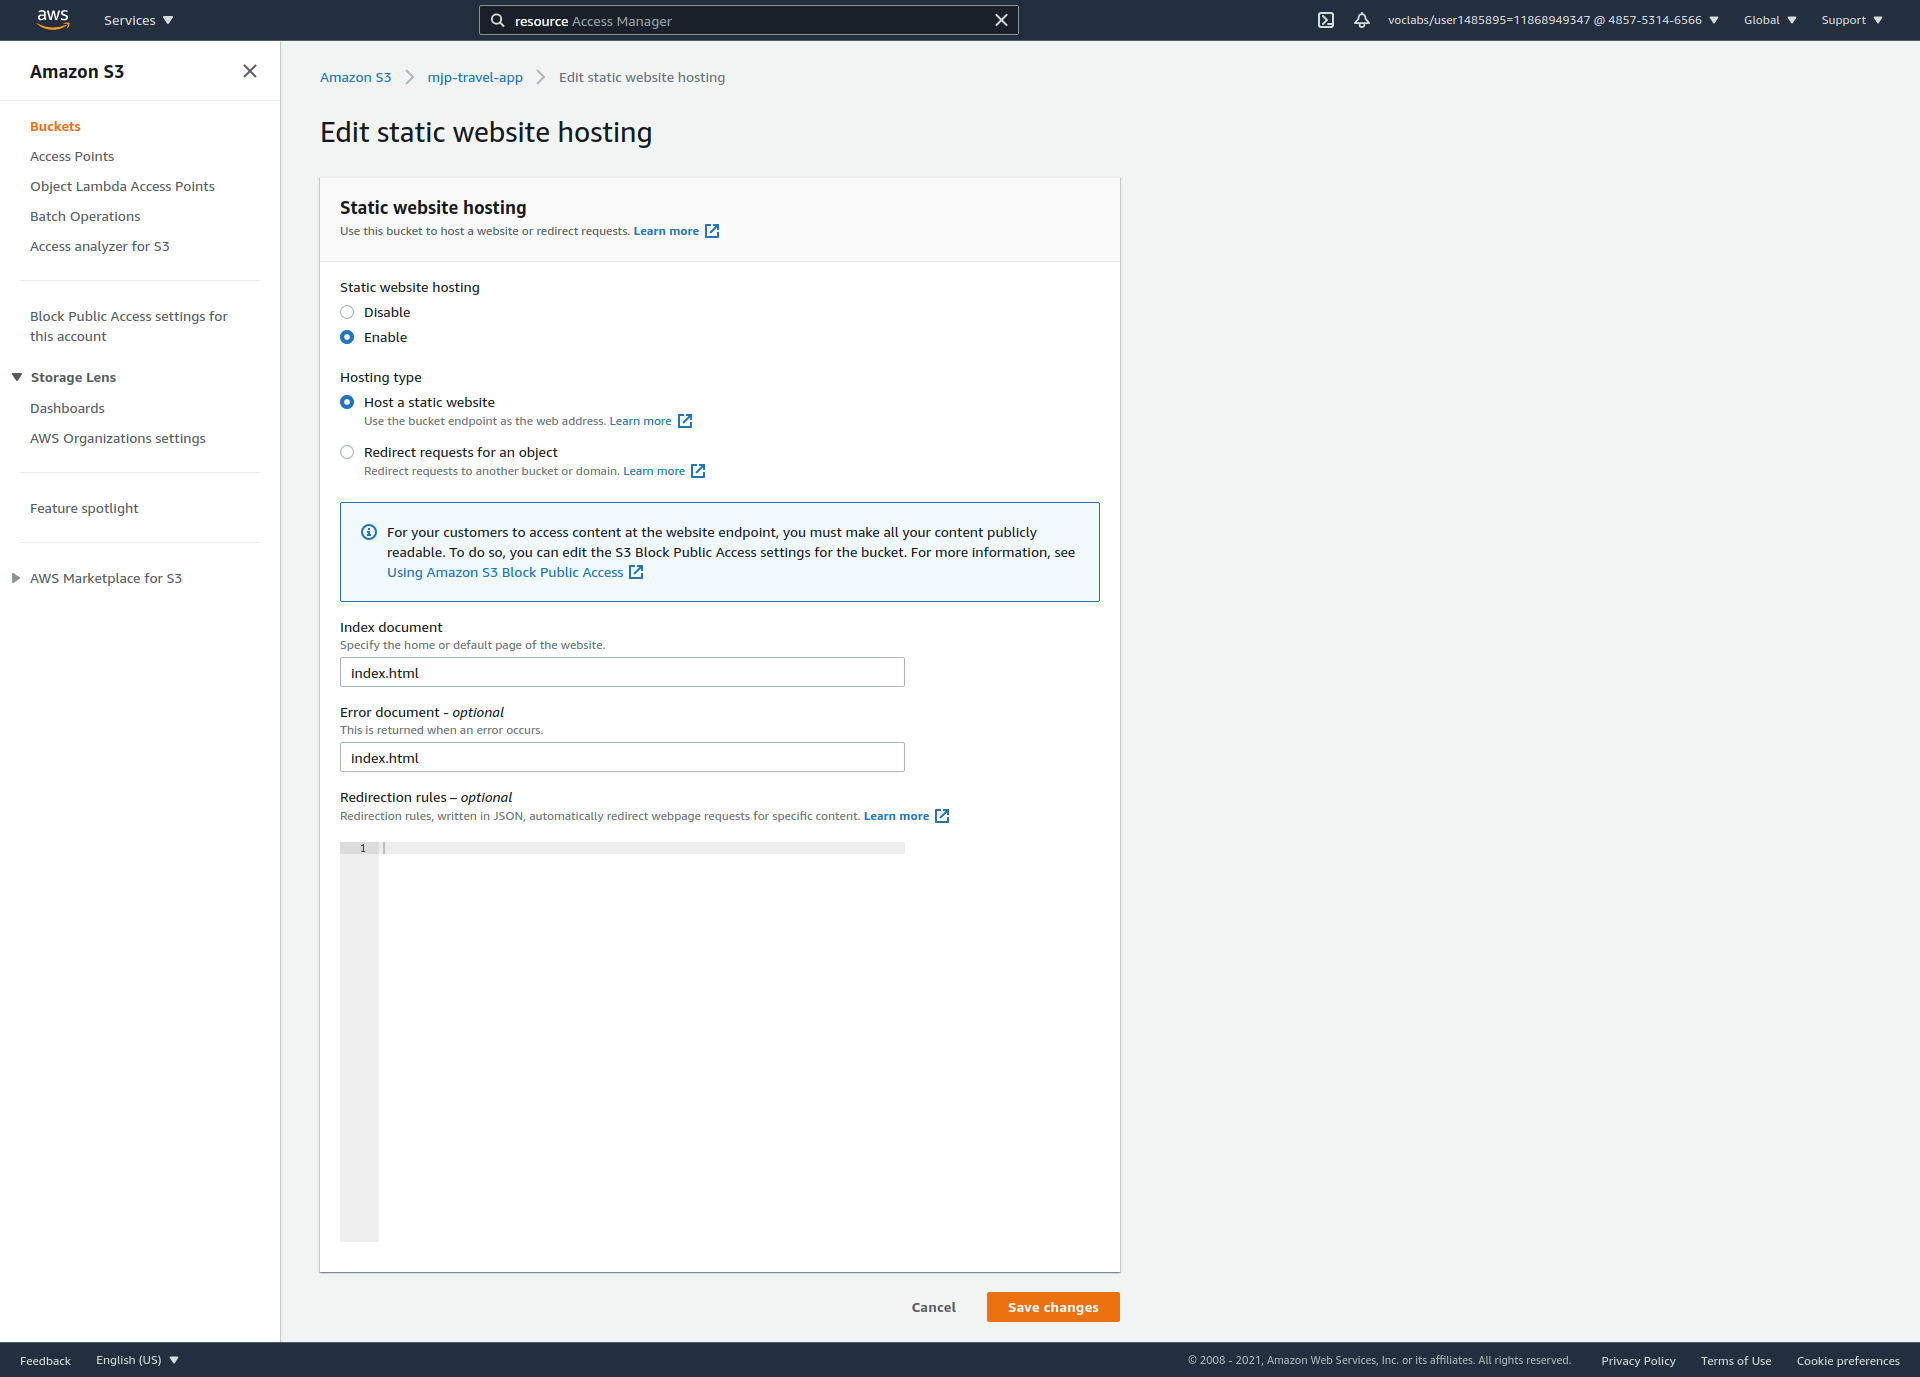 aws
Services
resource Access Manager
voclabs/user1485895=11868949347 @ 4857-5314-6566
Global
Support
Amazon S3
Buckets
Access Points
Object Lambda Access Points
Batch Operations
Access analyzer for S3
Block Public Access settings for
this account
Storage Lens
Dashboards
AWS Organizations settings
Feature spotlight
AWS Marketplace for S3
Amazon S3
mjp-travel-app
Edit static website hosting
Edit static website hosting
Static website hosting
Use this bucket to host a website or redirect requests. Learn more
Static website hosting
Disable
Enable
Hosting type
Host a static website
Use the bucket endpoint as the web address. Learn more
Redirect requests for an object
Redirect requests to another bucket or domain. Learn more
For your customers to access content at the website endpoint, you must make all your content publicly
readable. To do so, you can edit the S3 Block Public Access settings for the bucket. For more information, see
Using Amazon S3 Block Public Access
Index document
Specify the home or default page of the website.
index.html
Error document - optional
This is returned when an error occurs.
index.html
Redirection rules – optional
Redirection rules, written in JSON, automatically redirect webpage requests for specific content. Learn more
1
Cancel
Save changes
Feedback
English (US)
© 2008 - 2021, Amazon Web Services, Inc. or its affiliates. All rights reserved.
Privacy Policy
Terms of Use
Cookie preferences